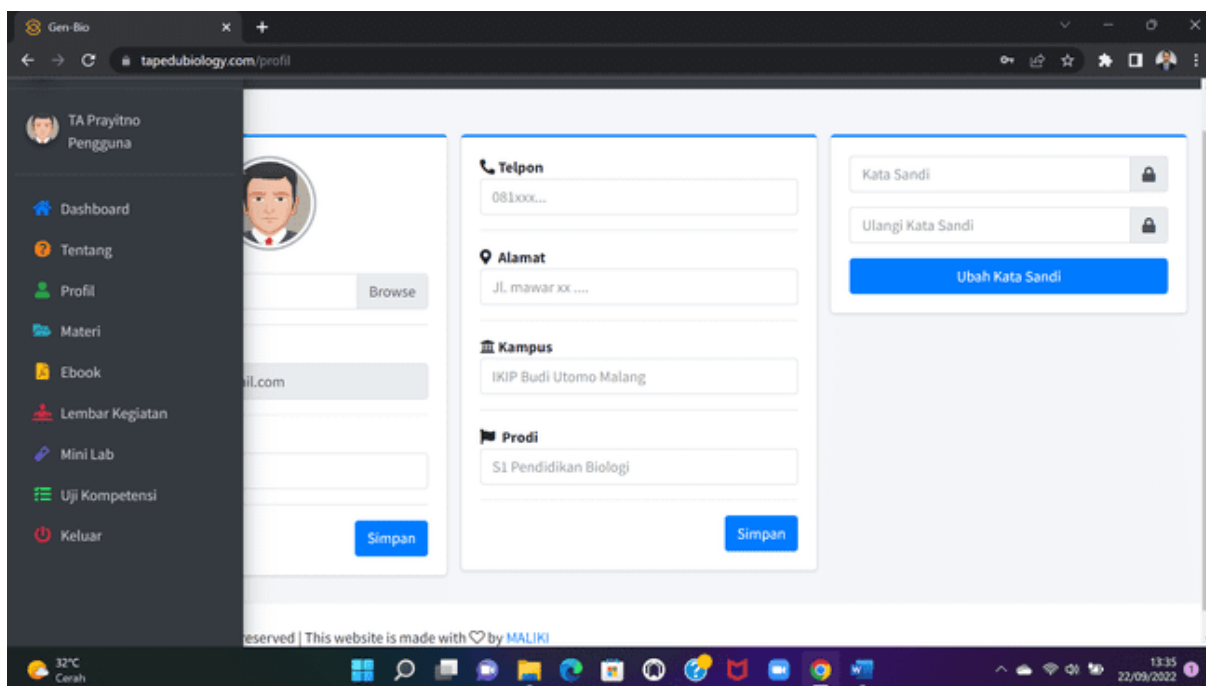 Gen-Bio
tapedubiology.com/profil
TA Prayitno
Pengguna
Dashboard
Tentang
Profil
Materi
Ebook
Lembar Kegiatan
Mini Lab
Uji Kompetensi
Keluar
Browse
il.com
Simpan
Telpon
081xxx...
Alamat
Jl. mawar xx ....
Kampus
IKIP Budi Utomo Malang
Prodi
S1 Pendidikan Biologi
Simpan
Kata Sandi
Ulangi Kata Sandi
Ubah Kata Sandi
eserved | This website is made with by MALIKI
32°C
Cerah
13:35
22/09/2022
1